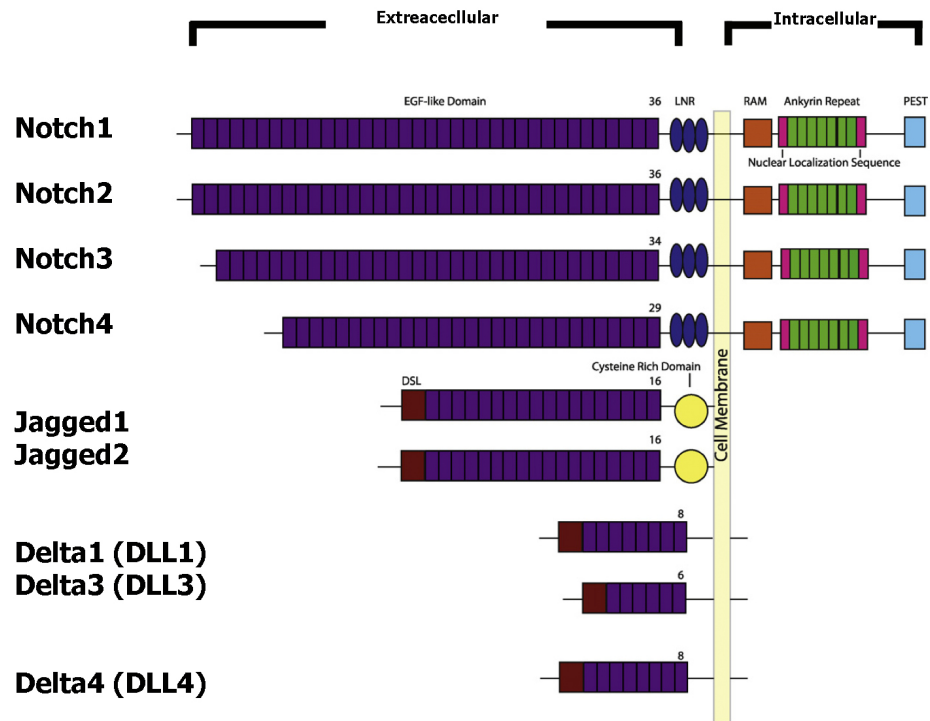 Extreacecllular
Intracellular
EGF-like Domain
36
LNR
RAM
Ankyrin Repeat
PEST
Notch1
Nuclear Localization Sequence
36
Notch2
34
Notch3
29
Notch4
Cysteine Rich Domain
DSL
16
Jagged1
Jagged2
16
Cell Membrane
8
Delta1 (DLL1)
Delta3 (DLL3)
6
8
Delta4 (DLL4)